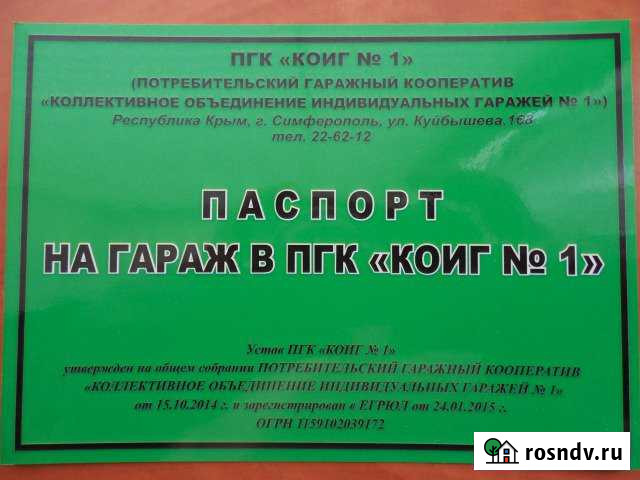 ПГК «КОИГ № 1»
(ПОТРЕБИТЕЛЬСКИЙ ГАРАЖНЫЙ КООПЕРАТИВ
«КОЛЛЕКТИВНОЕ ОБЪЕДИНЕНИЕ ИНДИВИДУАЛЬНЫХ ГАРАЖЕЙ № 1»)
Республика Крым, г. Симферополь, ул. Куйбышева,168
тел. 22-62-12
ПАСПОРТ
НА ГАРАЖ В ПГК «КОИГ № 1»
Устав ПГК «КОИГ № 1»
утвержден на общем собрании ПОТРЕБИТЕЛЬСКИЙ ГАРАЖНЫЙ КООПЕРАТИВ
«КОЛЛЕКТИВНОЕ ОБЪЕДИНЕНИЕ ИНДИВИДУАЛЬНЫХ ГАРАЖЕЙ № 1»
от 15.10.2014 г. и зарегистрирован в ЕГРЮЛ от 24.01.2015 г.
ОГРН 1159102039172
rosndv.ru